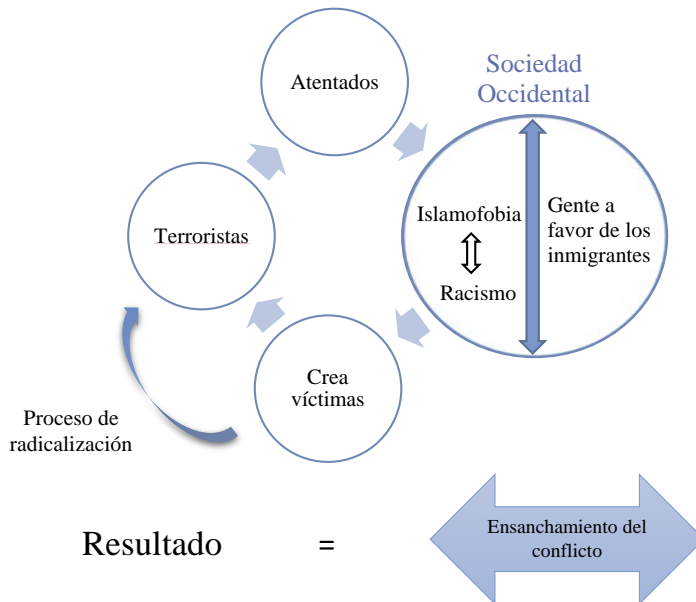 Atentados
Sociedad
Occidental
Terroristas
Islamofobia
Racismo
Gente a
favor de los
inmigrantes
Crea
víctimas
Proceso de
radicalización
Resultado =
Ensanchamiento del
conflicto